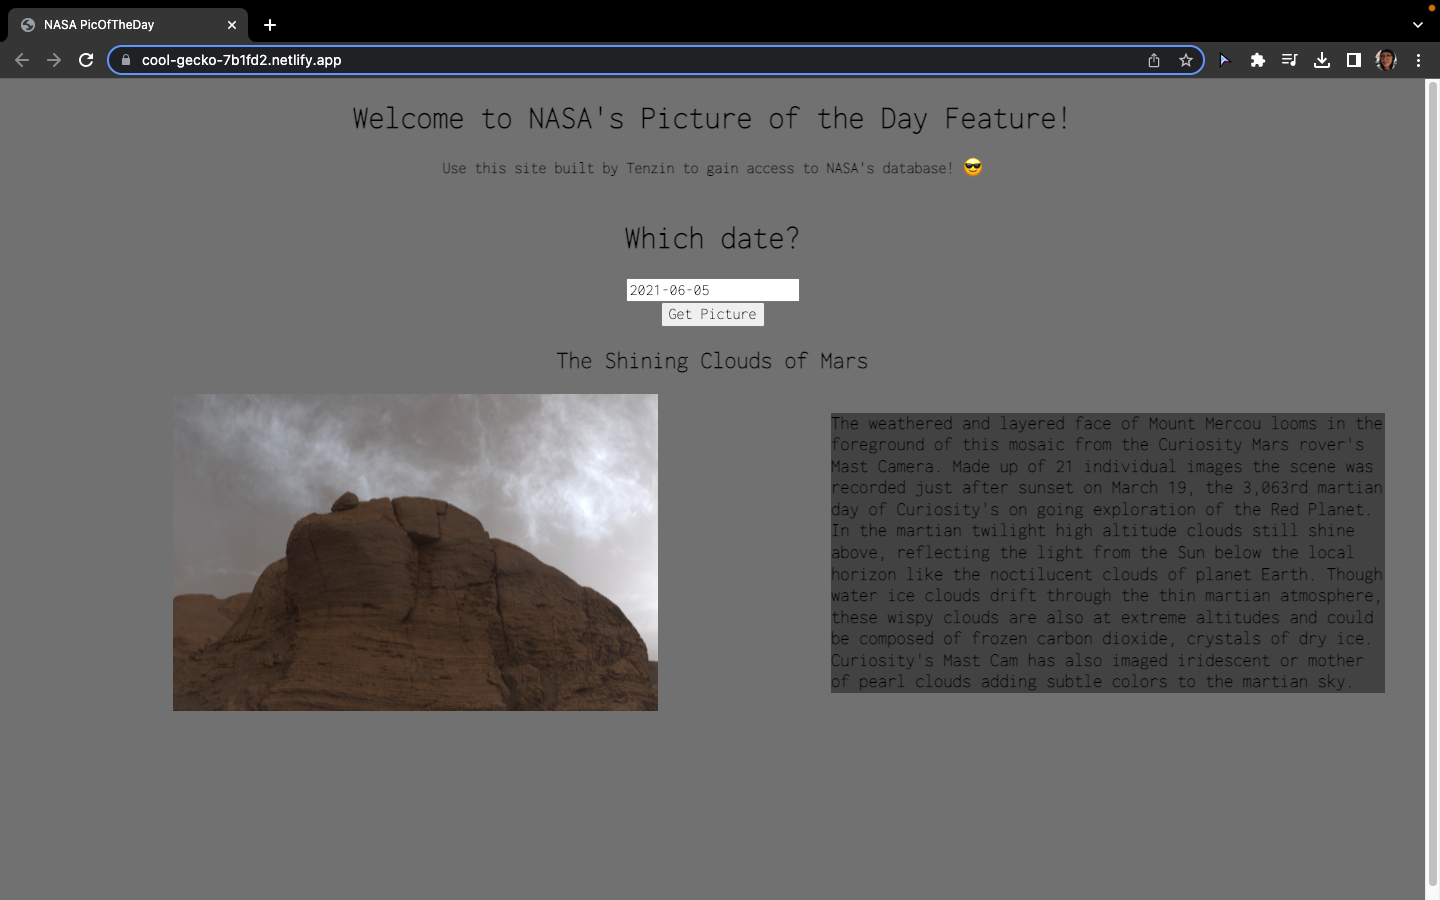 NASA PicOfTheDay
cool-gecko-7b1fd2.netlify.app
Welcome to NASA's Picture of the Day Feature!
Use this site built by Tenzin to gain access to NASA's database! 😎
Which date?
2021-06-05
Get Picture
The Shining Clouds of Mars
The weathered and layered face of Mount Mercou looms in the
foreground of this mosaic from the Curiosity Mars rover's
Mast Camera. Made up of 21 individual images the scene was
recorded just after sunset on March 19, the 3,063rd martian
day of Curiosity's on going exploration of the Red Planet.
In the martian twilight high altitude clouds still shine
above, reflecting the light from the Sun below the local
horizon like the noctilucent clouds of planet Earth. Though
water ice clouds drift through the thin martian atmosphere,
these wispy clouds are also at extreme altitudes and could
be composed of frozen carbon dioxide, crystals of dry ice.
Curiosity's Mast Cam has also imaged iridescent or mother
of pearl clouds adding subtle colors to the martian sky.